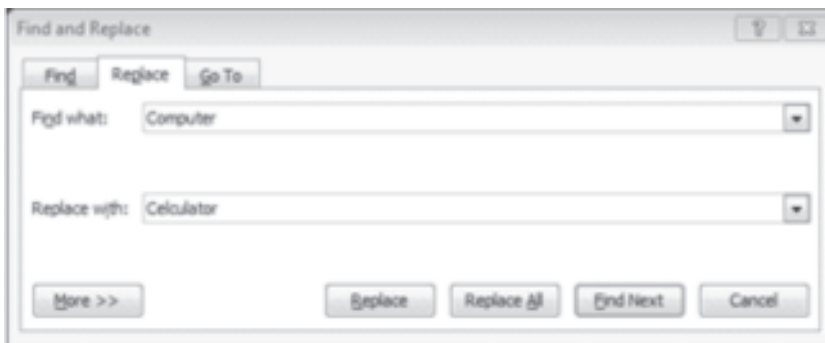 Find and Replace
Find Replace Go To
Find what: Computer
Replace with: Celculator
More >> Replace Replace All Find Next Cancel